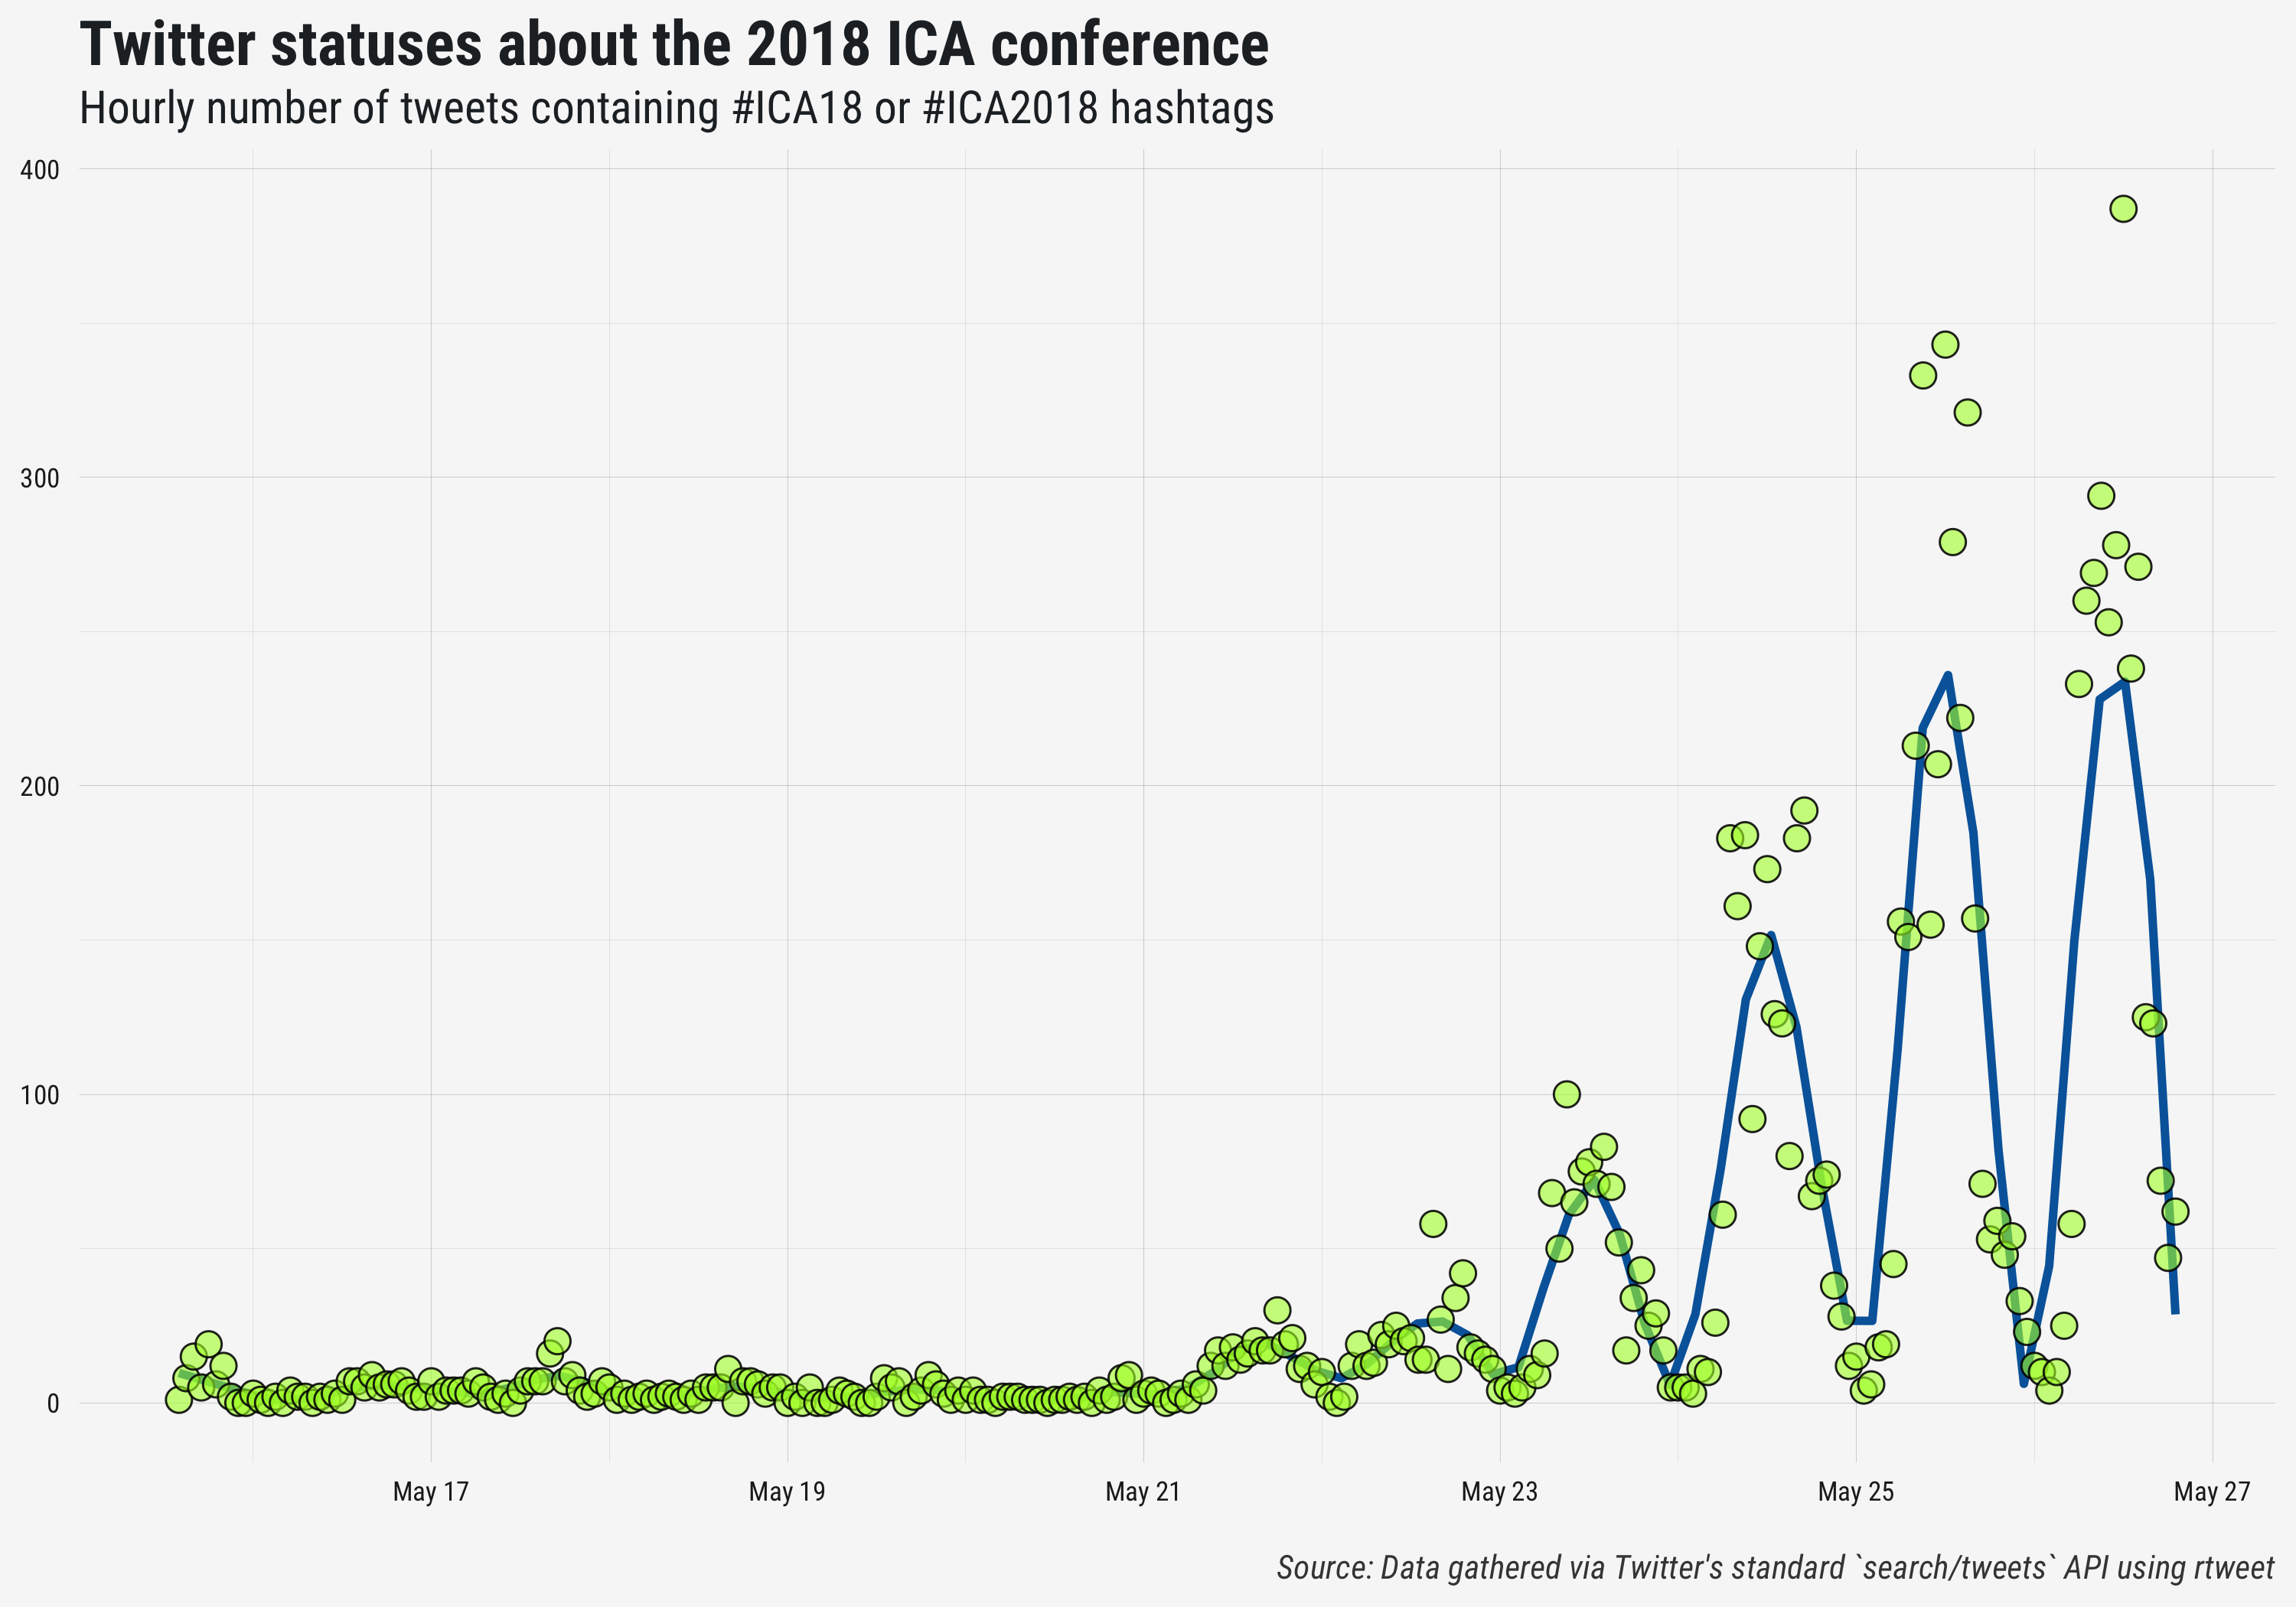 Twitter statuses about the 2018 ICA conference
Hourly number of tweets containing #ICA18 or #ICA2018 hashtags
400
300
200
100
0
May 17 May 19 May 21 May 23 May 25 May 27
Source: Data gathered via Twitter's standard `search/tweets` API using rtweet